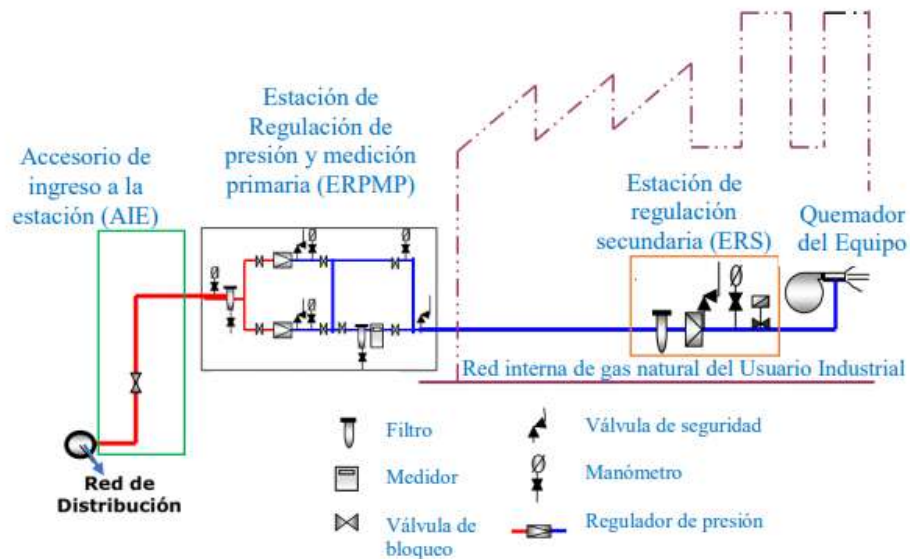 Estación de
Regulación de
presión y medición
primaria (ERPMP)
Accesorio de
ingreso a la
estación (AIE)
Estación de
regulación
secundaria (ERS)
Quemador
del Equipo
Red interna de gas natural del Usuario Industrial
Red de
Distribución
Filtro
Medidor
Válvula de
bloqueo
Válvula de seguridad
Manómetro
Regulador de presión